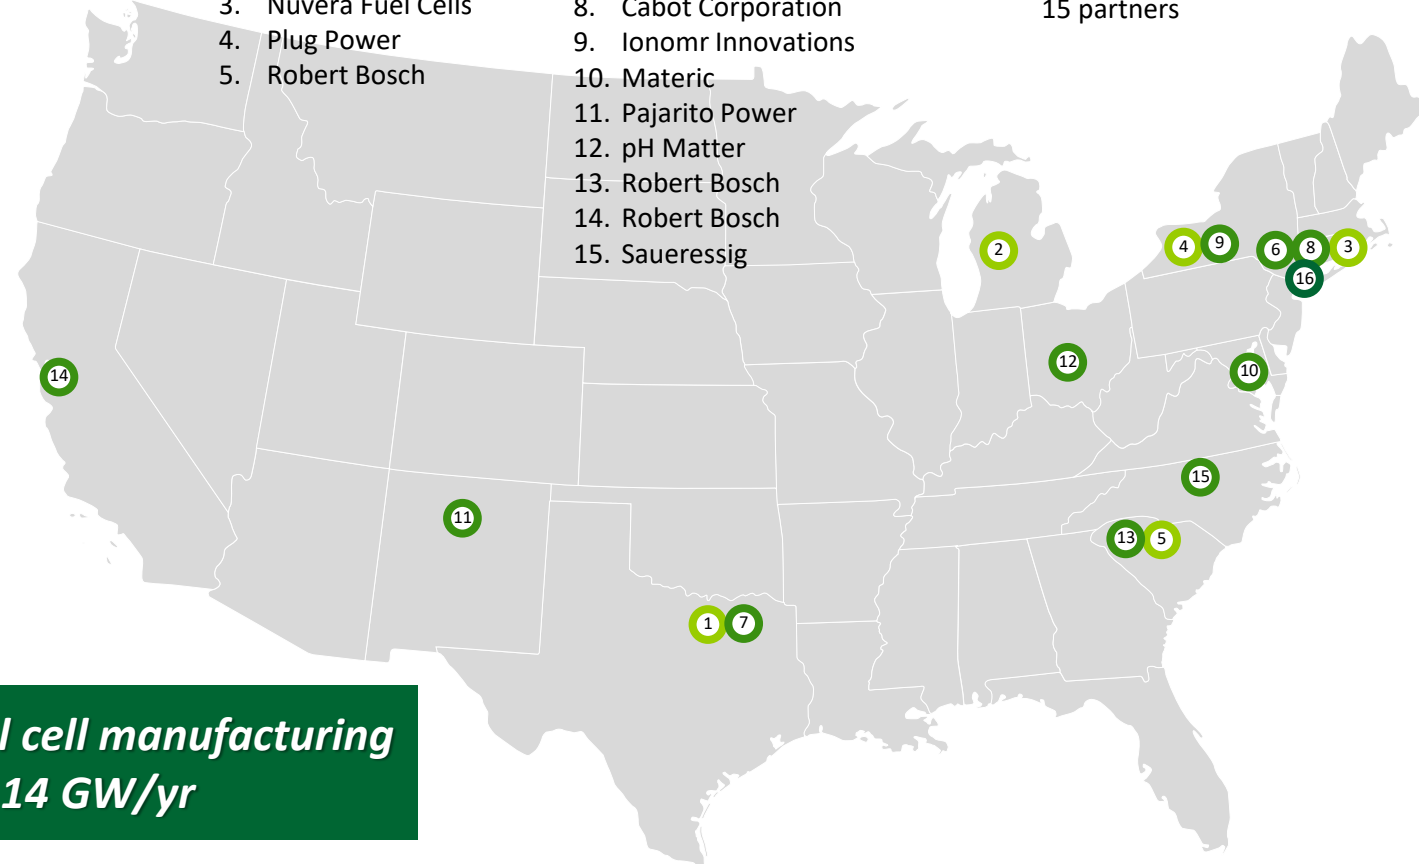 3. Nuvera Fuel Cells
4. Plug Power
5. Robert Bosch
8. Cabot Corporation
9. Ionomr Innovations
10. Materic
11. Pajarito Power
12. pH Matter
13. Robert Bosch
14. Robert Bosch
15. Saueressig
15 partners
2
4
9
6
8
3
16
14
12
10
15
11
13
5
1
7
l cell manufacturing
14 GW/yr